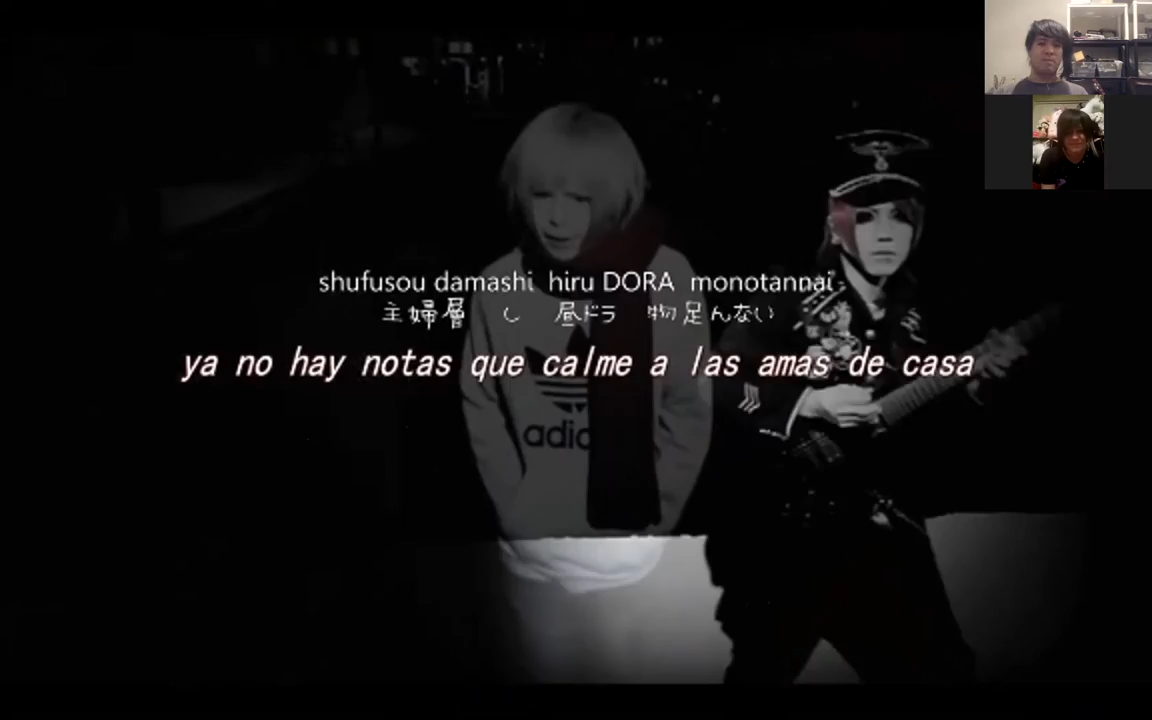 shufusou damashi hiru DORA monotannai
主婦層 し 昼ドラ 物足んない
ya no hay notas que calme a las amas de casa
adid